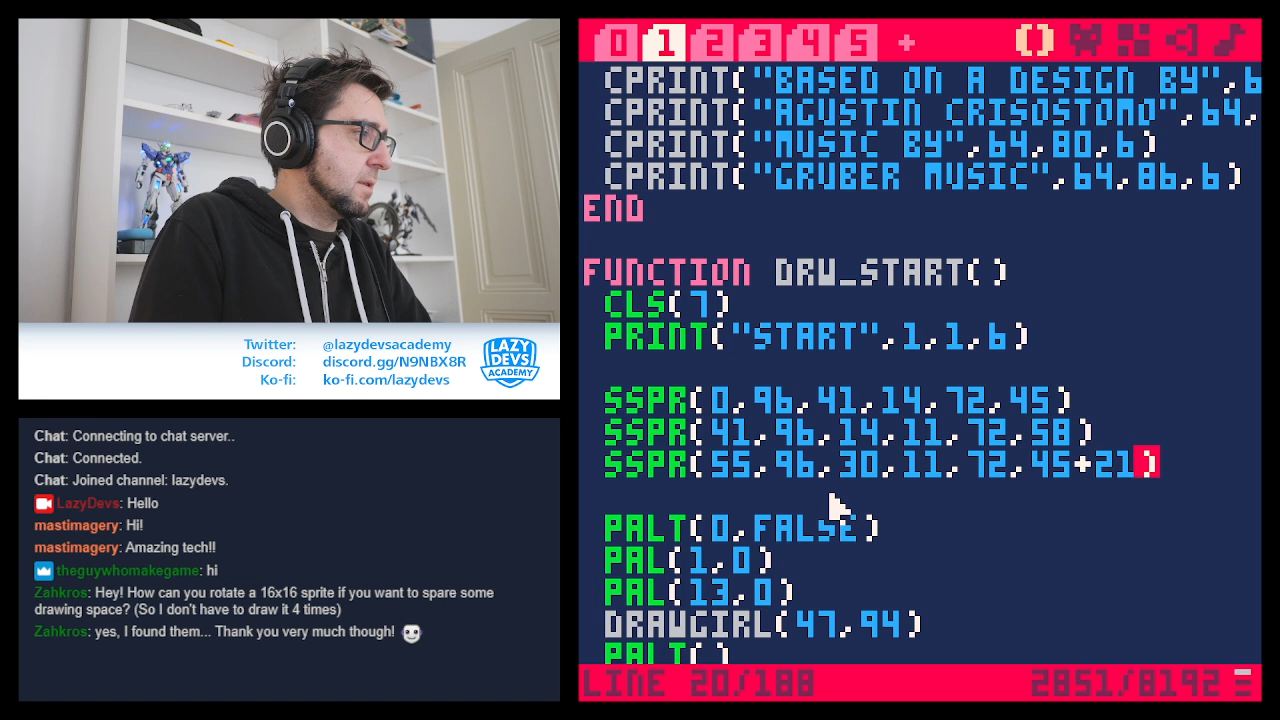 Twitter: @lazydevsacademy
Discord: discord.gg/N9NBX8R
Ko-fi: ko-fi.com/lazydevs
LAZY
DEVS
ACADEMY
Chat: Connecting to chat server..
Chat: Connected.
Chat: Joined channel: lazydevs.
LazyDevs: Hello
mastimagery: Hi!
mastimagery: Amazing tech!!
theguywhomakegame: hi
Zahkros: Hey! How can you rotate a 16x16 sprite if you want to spare some
drawing space? (So I don't have to draw it 4 times)
Zahkros: yes, I found them... Thank you very much though!
0 1 2 3 4 5 + ()
CPRINT("BASED ON A DESIGN BY",6
CPRINT("AGUSTIN CRISOSTOMO",64,
CPRINT("MUSIC BY",64,80,6)
CPRINT("GRUBER MUSIC",64,86,6)
END
FUNCTION DRW_START()
CLS(7)
PRINT("START",1,1,6)
SSPR(0,96,41,14,72,45)
SSPR(41,96,14,11,72,58)
SSPR(55,96,30,11,72,45+21)
PALT(0,FALSE)
PAL(1,0)
PAL(13,0)
DRAWGIRL(47,94)
PALT()
LINE 20/188 2851/8192